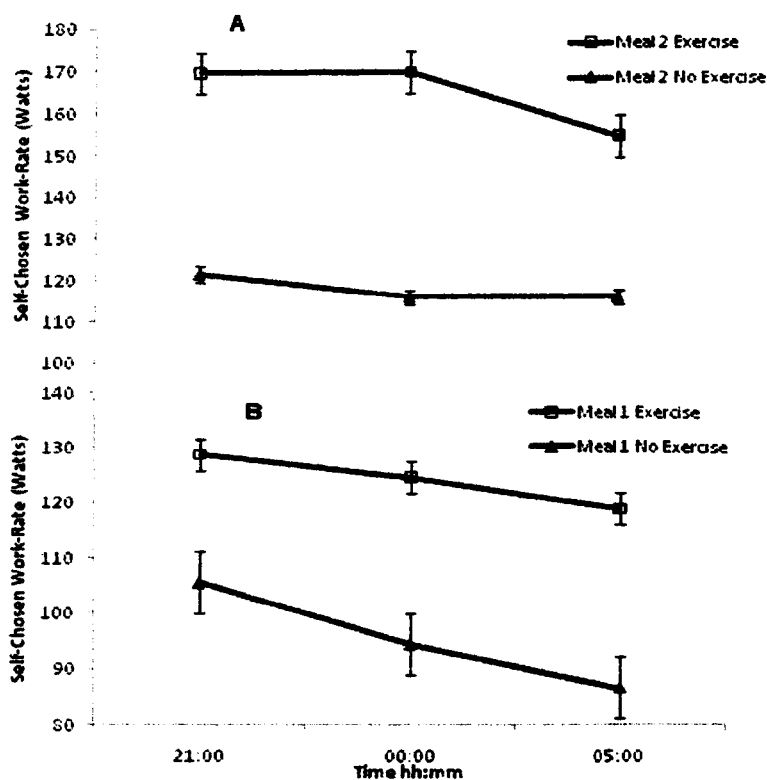 A
Meal 2 Exercise
Meal 2 No Exercise
Self-Chosen Work-Rate (Watts)
180
170
160
150
140
130
120
110
100
B
Meal 1 Exercise
Meal 1 No Exercise
Self-Chosen Work-Rate (Watts)
140
130
120
110
100
90
80
21:00 00:00 05:00
Time hh:mm